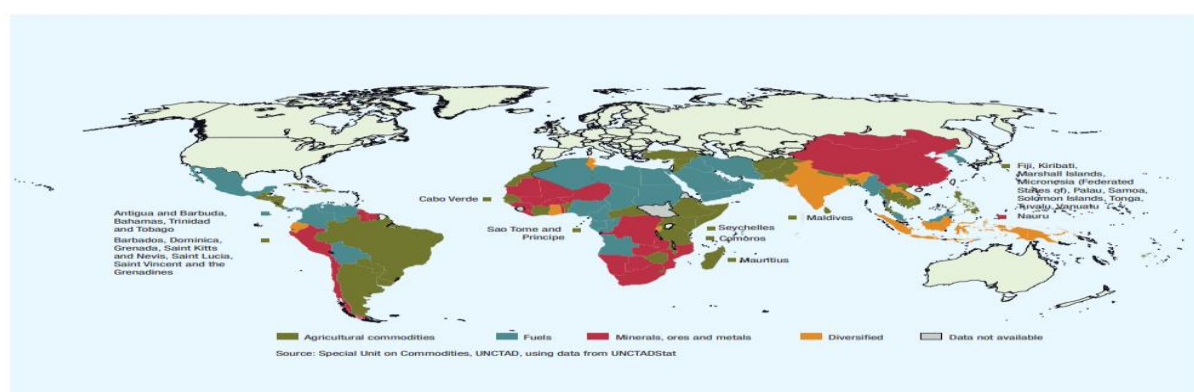 Cabo Verde
Antigua and Barbuda,
Bahamas, Trinidad
and Tobago
Barbados, Dominica,
Grenada, Saint Kitts
and Nevis, Saint Lucia,
Saint Vincent and the
Grenadines
Sao Tome and
Principe
Seychelles
Comoros
Mauritius
Maldives
Fiji, Kiribati,
Marshall Islands,
Micronesia (Federated
States of), Palau, Samoa,
Solomon Islands, Tonga,
Tuvalu, Vanuatu
Nauru
Agricultural commodities
Fuels
Minerals, ores and metals
Diversified
Data not available
Source: Special Unit on Commodities, UNCTAD, using data from UNCTADStat